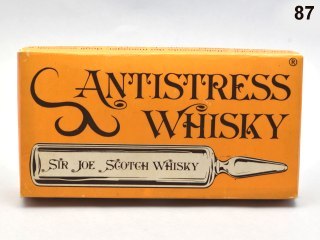 87
ANTISTRESS®
WHISKY
SIR JOE SCOTCH WHISKY